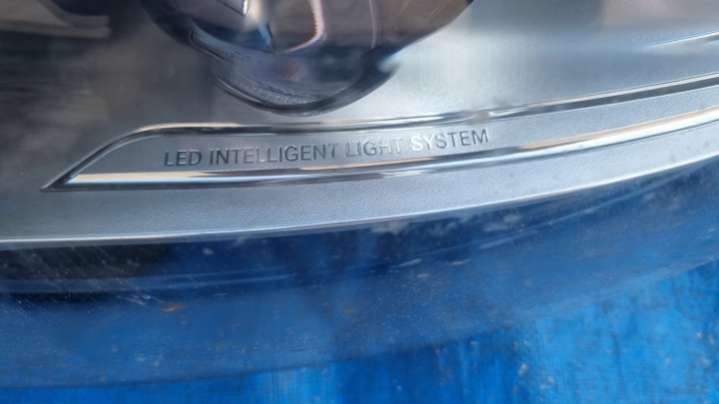 LED INTELLIGENT LIGHT SYSTEM